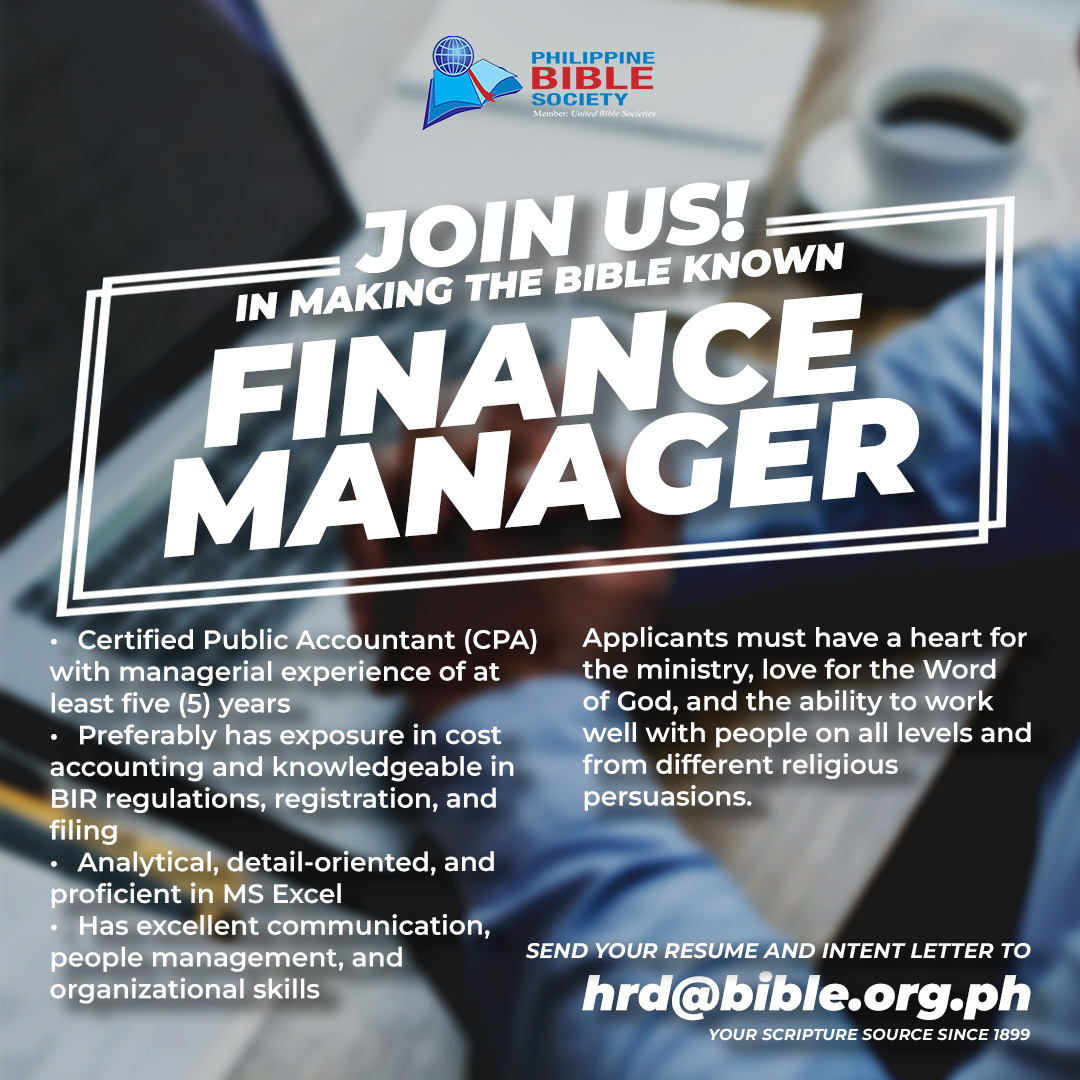 PHILIPPINE
BIBLE
SOCIETY
Member: United Bible Societies
JOIN US!
IN MAKING THE BIBLE KNOWN
FINANCE
MANAGER
• Certified Public Accountant (CPA)
with managerial experience of at
least five (5) years
• Preferably has exposure in cost
accounting and knowledgeable in
BIR regulations, registration, and
filing
• Analytical, detail-oriented, and
proficient in MS Excel
• Has excellent communication,
people management, and
organizational skills
Applicants must have a heart for
the ministry, love for the Word
of God, and the ability to work
well with people on all levels and
from different religious
persuasions.
SEND YOUR RESUME AND INTENT LETTER TO
hrd@bible.org.ph
YOUR SCRIPTURE SOURCE SINCE 1899